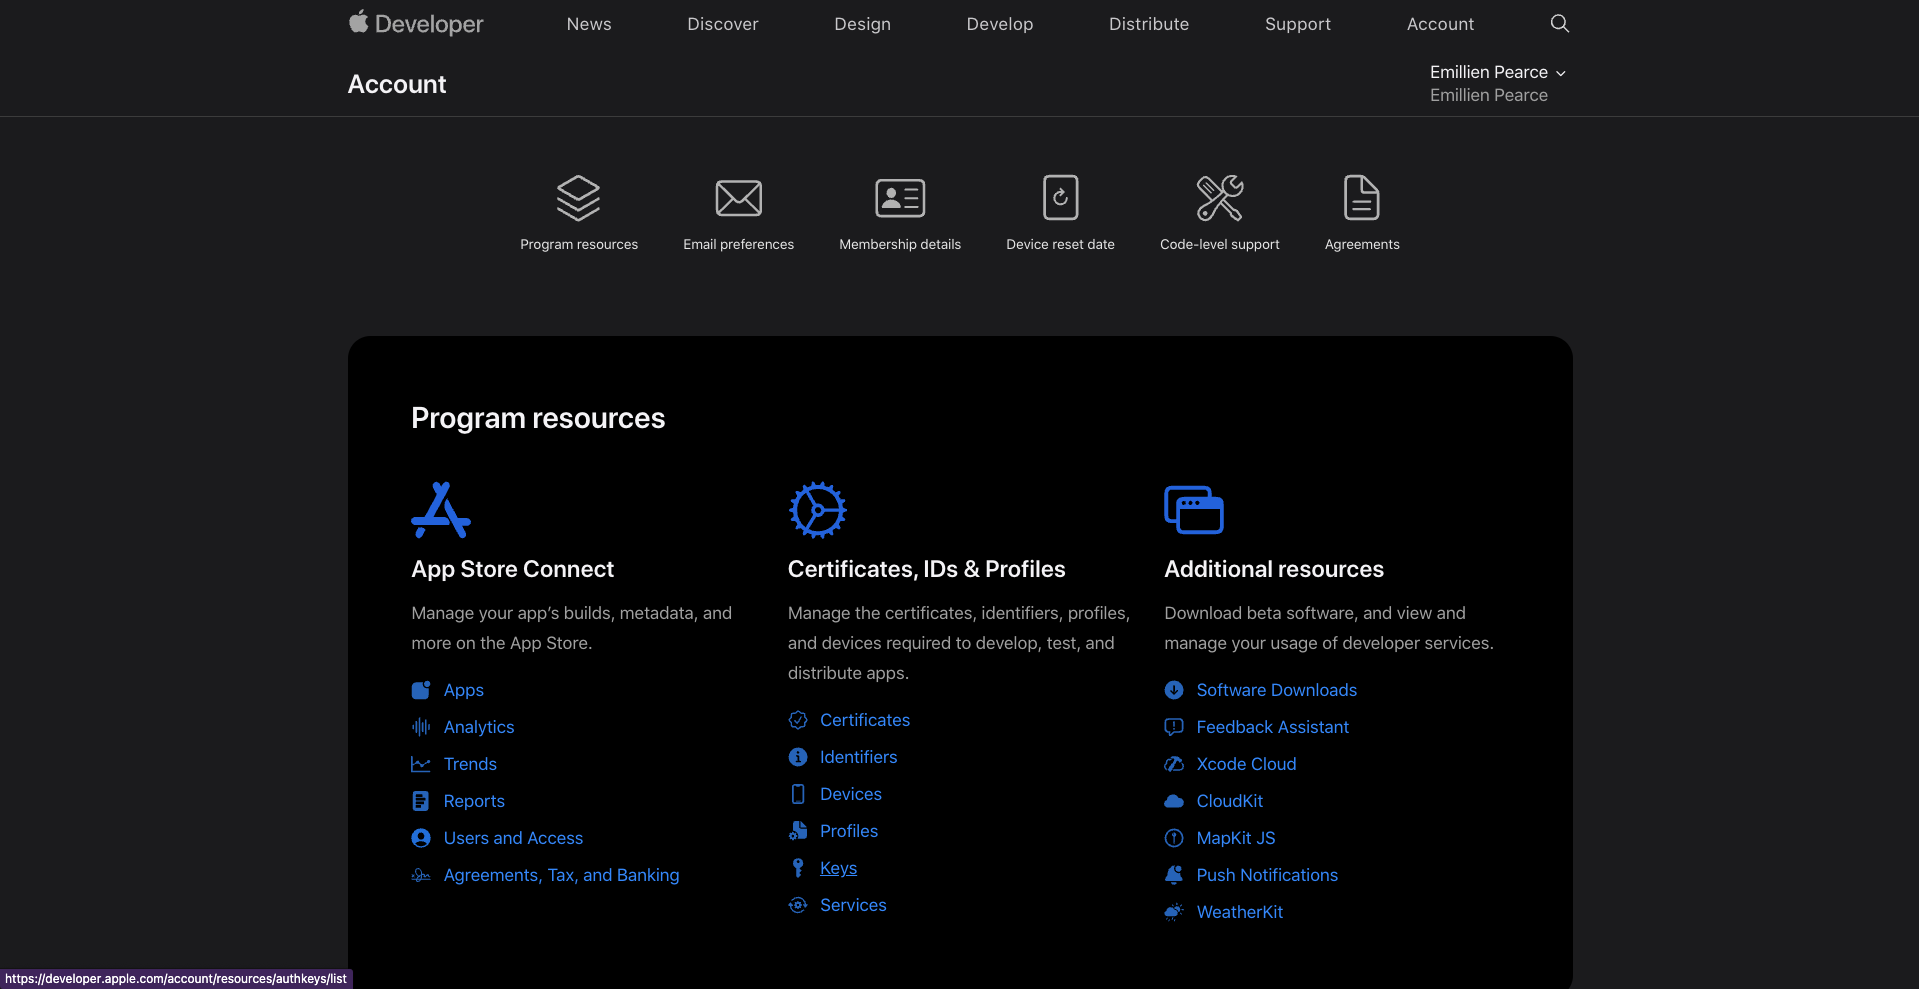 Developer
News
Discover
Design
Develop
Distribute
Support
Account
Account
Emillien Pearce
Emillien Pearce
Program resources
Email preferences
Membership details
Device reset date
Code-level support
Agreements
Program resources
App Store Connect
Manage your app’s builds, metadata, and
more on the App Store.
Apps
Analytics
Trends
Reports
Users and Access
Agreements, Tax, and Banking
Certificates, IDs & Profiles
Manage the certificates, identifiers, profiles,
and devices required to develop, test, and
distribute apps.
Certificates
Identifiers
Devices
Profiles
Keys
Services
Additional resources
Download beta software, and view and
manage your usage of developer services.
Software Downloads
Feedback Assistant
Xcode Cloud
CloudKit
MapKit JS
Push Notifications
WeatherKit
https://developer.apple.com/account/resources/authkeys/list